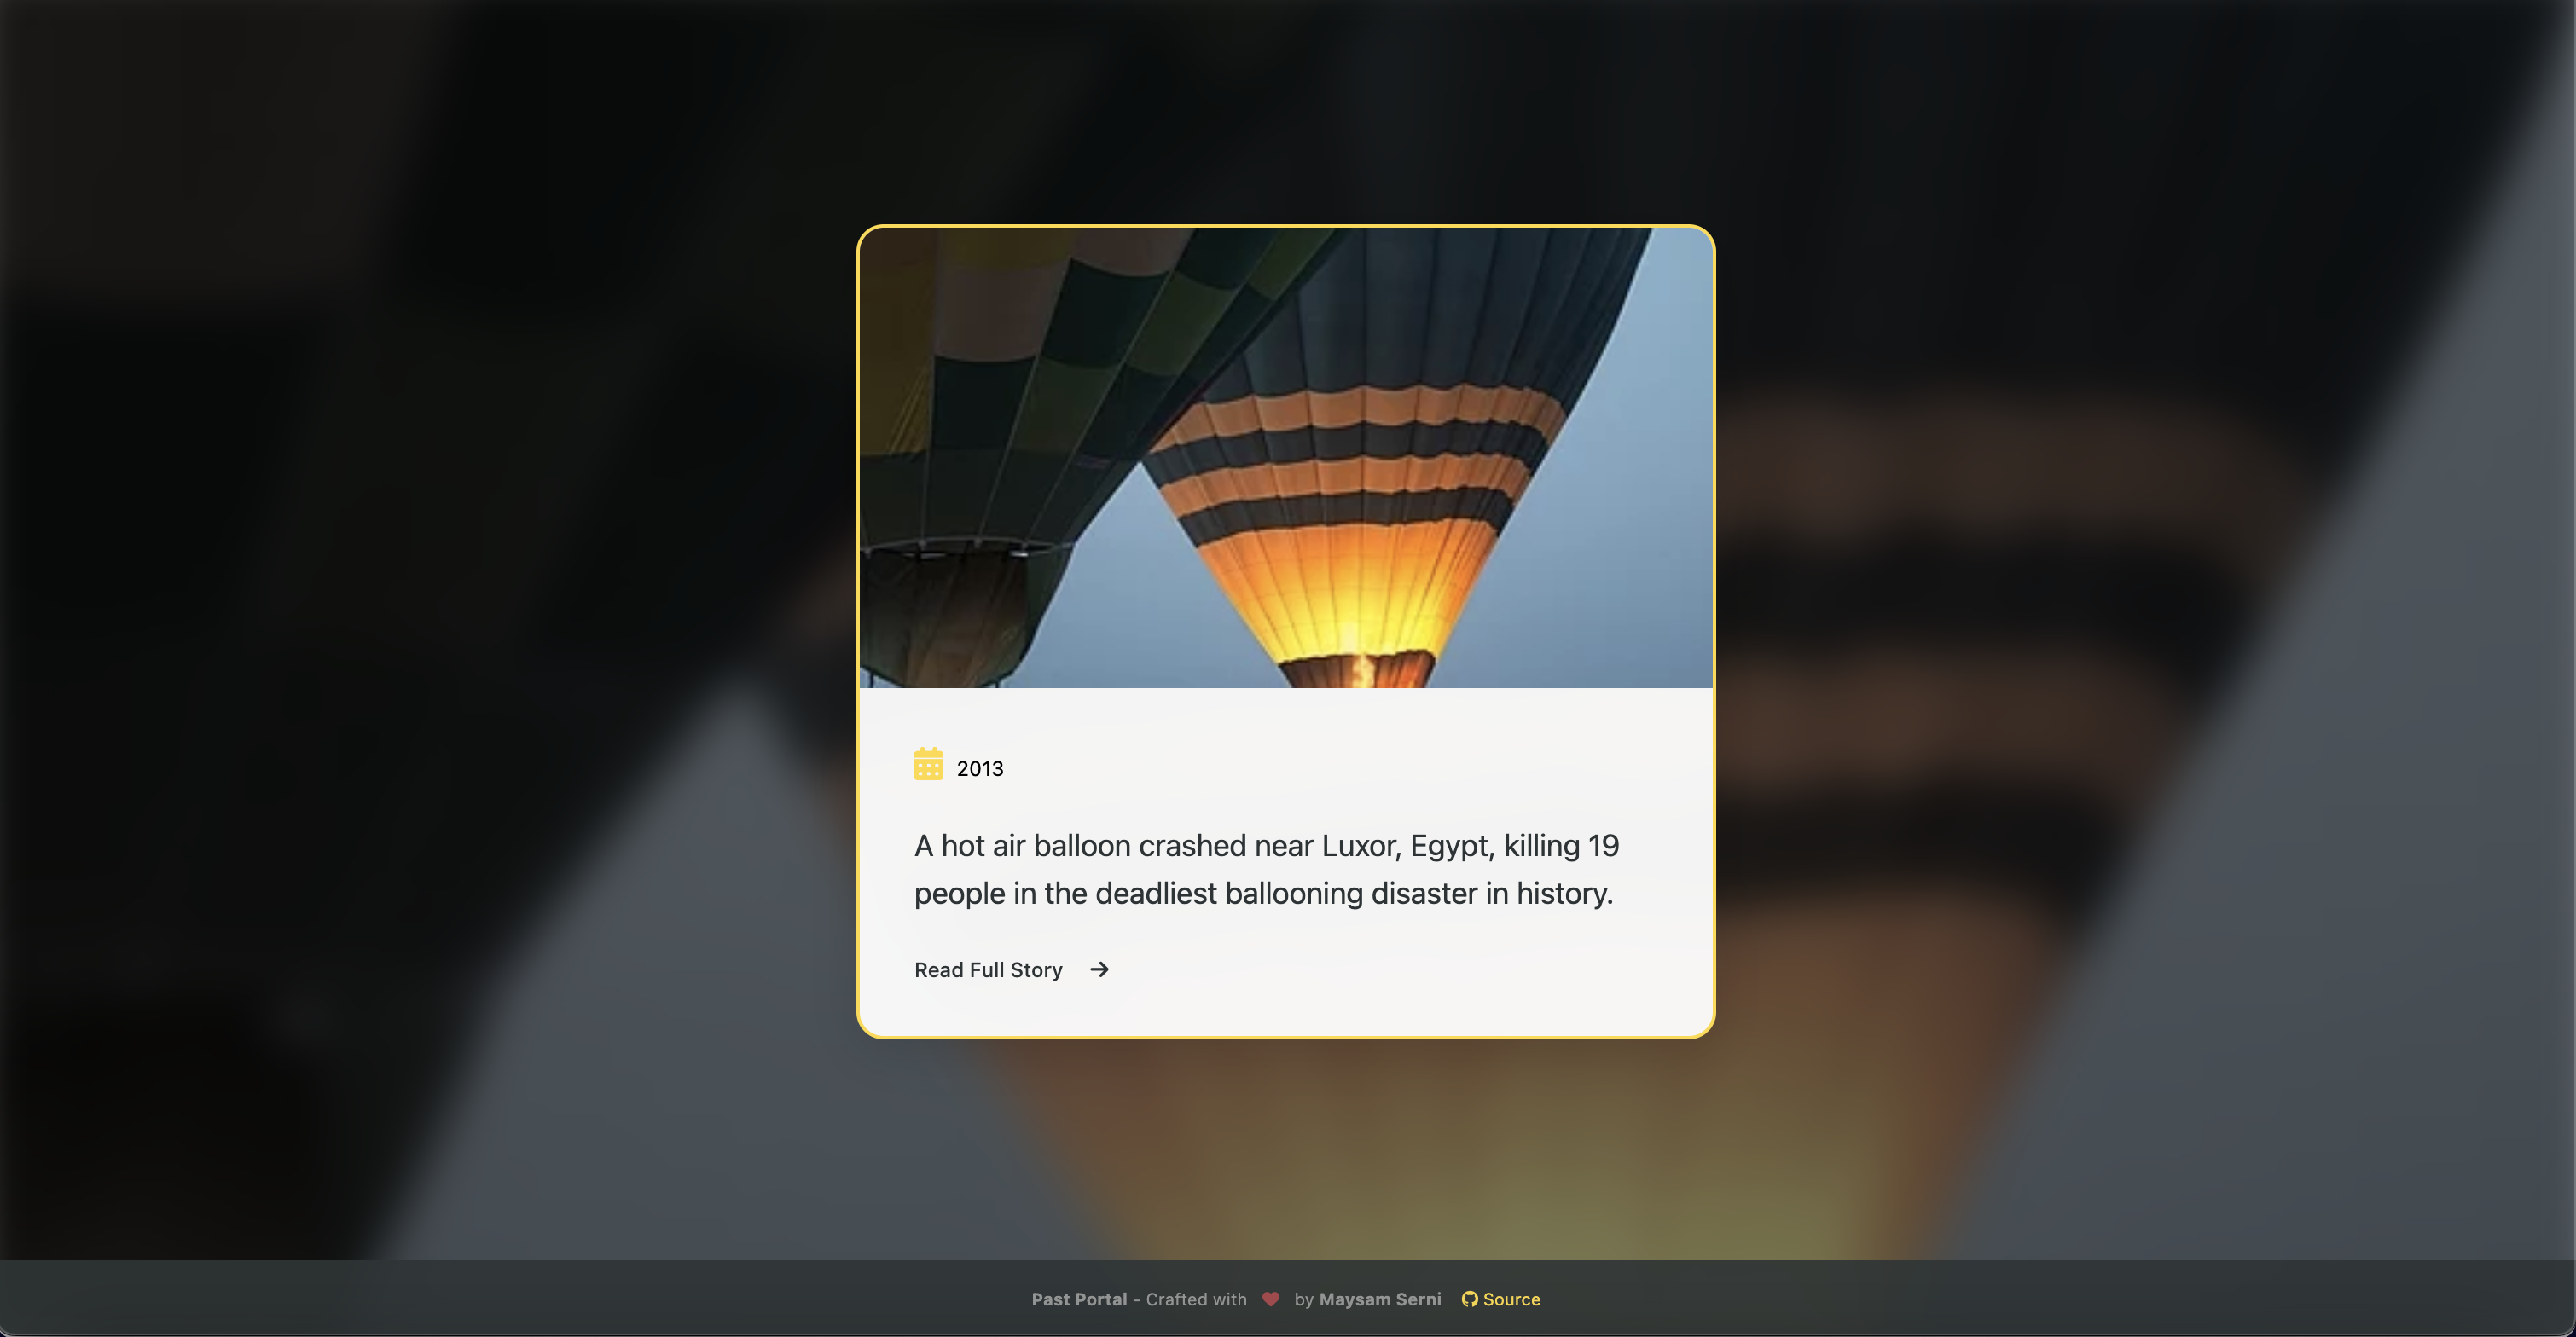 2013
A hot air balloon crashed near Luxor, Egypt, killing 19
people in the deadliest ballooning disaster in history.
Read Full Story
Past Portal - Crafted with by Maysam Serni Source